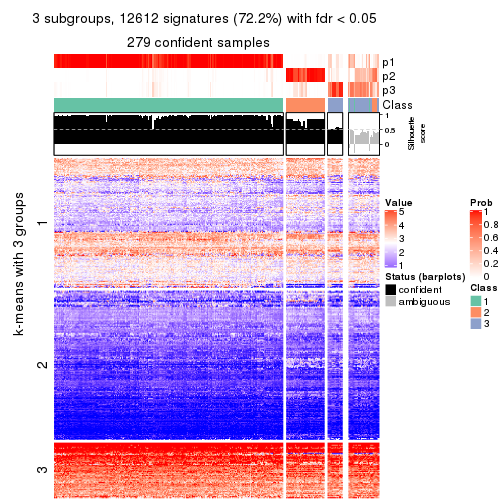 3 subgroups, 12612 signatures (72.2%) with fdr < 0.05
279 confident samples
p1
p2
p3
Class
1
0.5
0
Silhouette
score
k-means with 3 groups
1
2
3
Value
5
4
3
2
1
Status (barplots)
confident
ambiguous
Prob
1
0.8
0.6
0.4
0.2
0
Class
1
2
3